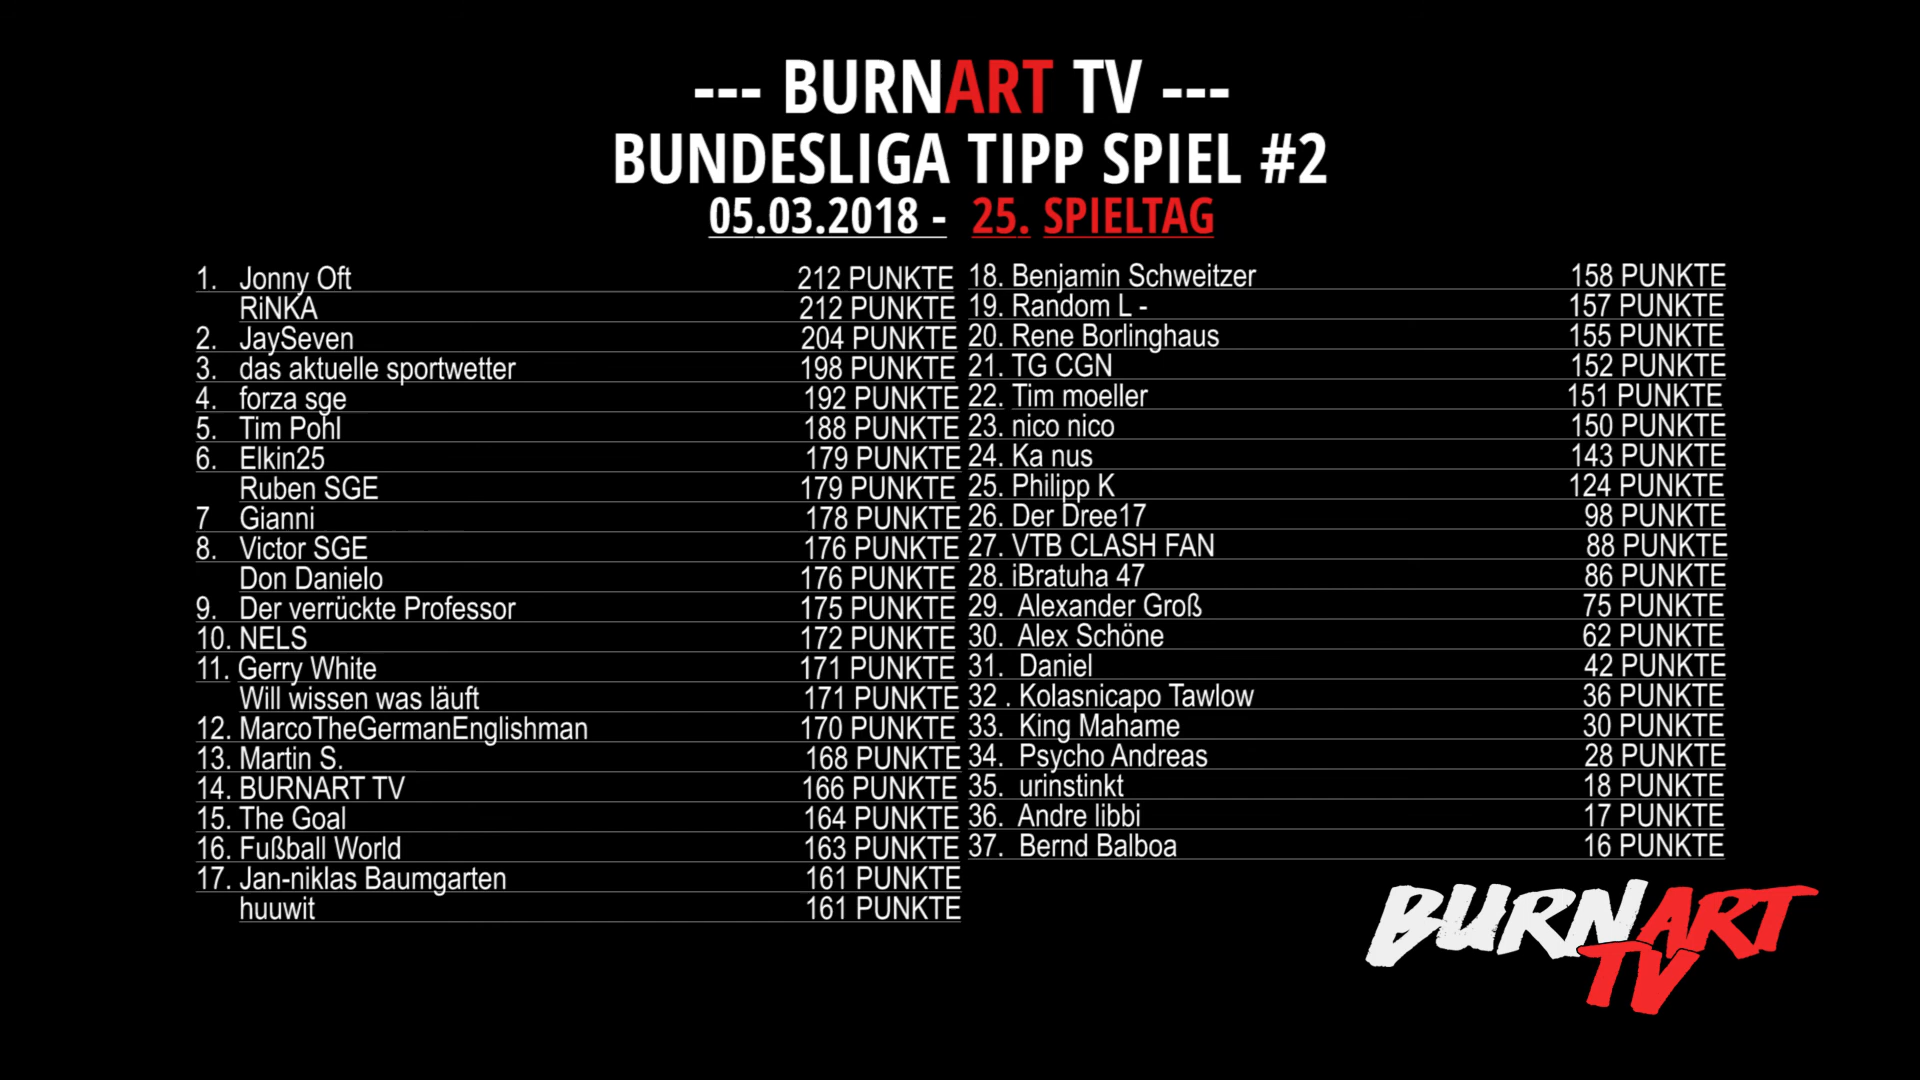 --- BURNART TV ---
BUNDESLIGA TIPP SPIEL #2
05.03.2018 - 25. SPIELTAG
1. Jonny Oft 212 PUNKTE
RiNKA 212 PUNKTE
2. JaySeven 204 PUNKTE
3. das aktuelle sportwetter 198 PUNKTE
4. forza sge 192 PUNKTE
5. Tim Pohl 188 PUNKTE
6. Elkin25 179 PUNKTE
Ruben SGE 179 PUNKTE
7 Gianni 178 PUNKTE
8. Victor SGE 176 PUNKTE
Don Danielo 176 PUNKTE
9. Der verrückte Professor 175 PUNKTE
10. NELS 172 PUNKTE
11. Gerry White 171 PUNKTE
Will wissen was läuft 171 PUNKTE
12. MarcoTheGermanEnglishman 170 PUNKTE
13. Martin S. 168 PUNKTE
14. BURNART TV 166 PUNKTE
15. The Goal 164 PUNKTE
16. Fußball World 163 PUNKTE
17. Jan-niklas Baumgarten 161 PUNKTE
huuwit 161 PUNKTE
18. Benjamin Schweitzer 158 PUNKTE
19. Random L - 157 PUNKTE
20. Rene Borlinghaus 155 PUNKTE
21. TG CGN 152 PUNKTE
22. Tim moeller 151 PUNKTE
23. nico nico 150 PUNKTE
24. Ka nus 143 PUNKTE
25. Philipp K 124 PUNKTE
26. Der Dree17 98 PUNKTE
27. VTB CLASH FAN 88 PUNKTE
28. iBratuha 47 86 PUNKTE
29. Alexander Groß 75 PUNKTE
30. Alex Schöne 62 PUNKTE
31. Daniel 42 PUNKTE
32 . Kolasnicapo Tawlow 36 PUNKTE
33. King Mahame 30 PUNKTE
34. Psycho Andreas 28 PUNKTE
35. urinstinkt 18 PUNKTE
36. Andre libbi 17 PUNKTE
37. Bernd Balboa 16 PUNKTE
BURNART
TV